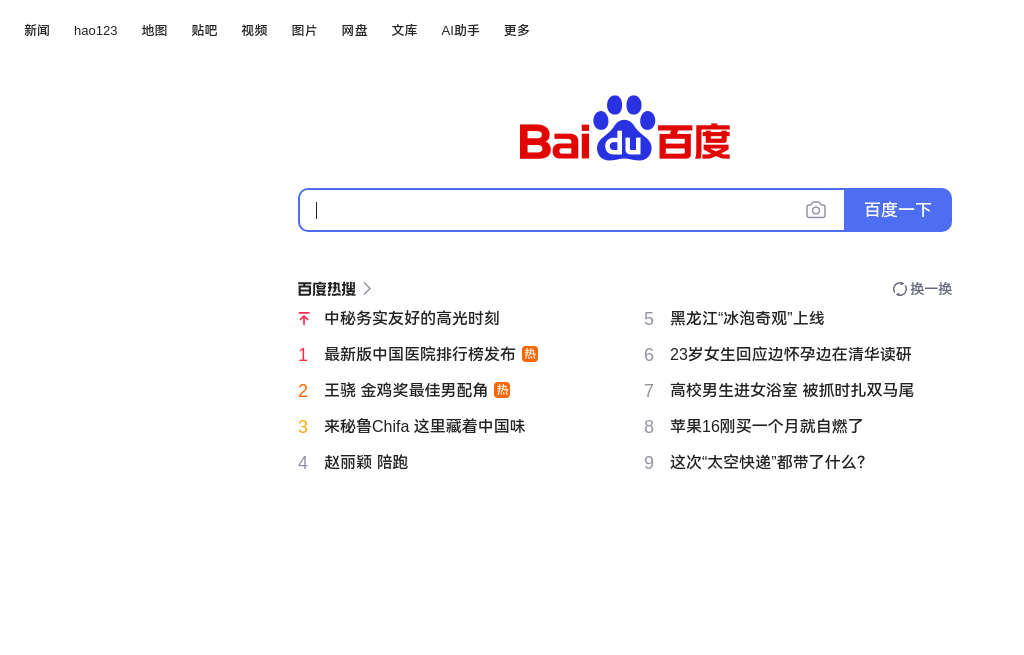 新闻 hao123 地图 贴吧 视频 图片 网盘 文库 AI助手 更多
Bai du 百度
百度一下
百度热搜 换一换
中秘务实友好的高光时刻
1 最新版中国医院排行榜发布 热
2 王骁 金鸡奖最佳男配角 热
3 来秘鲁Chifa 这里藏着中国味
4 赵丽颖 陪跑
5 黑龙江“冰泡奇观”上线
6 23岁女生回应边怀孕边在清华读研
7 高校男生进女浴室 被抓时扎双马尾
8 苹果16刚买一个月就自燃了
9 这次“太空快递”都带了什么?